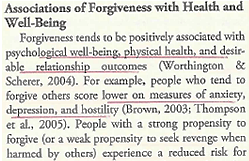 Associations of Forgiveness with Health and
Well-Being
Forgiveness tends to be positively associated with
psychological well-being, physical health, and desir-
able relationship outcomes (Worthington &
Scherer, 2004). For example, people who tend to
forgive others score lower on measures of anxiety,
depression, and hostility (Brown, 2003; Thompson
et al., 2005). People with a strong propensity to
forgive (or a weak propensity to seek revenge when
harmed by others) experience a reduced risk for